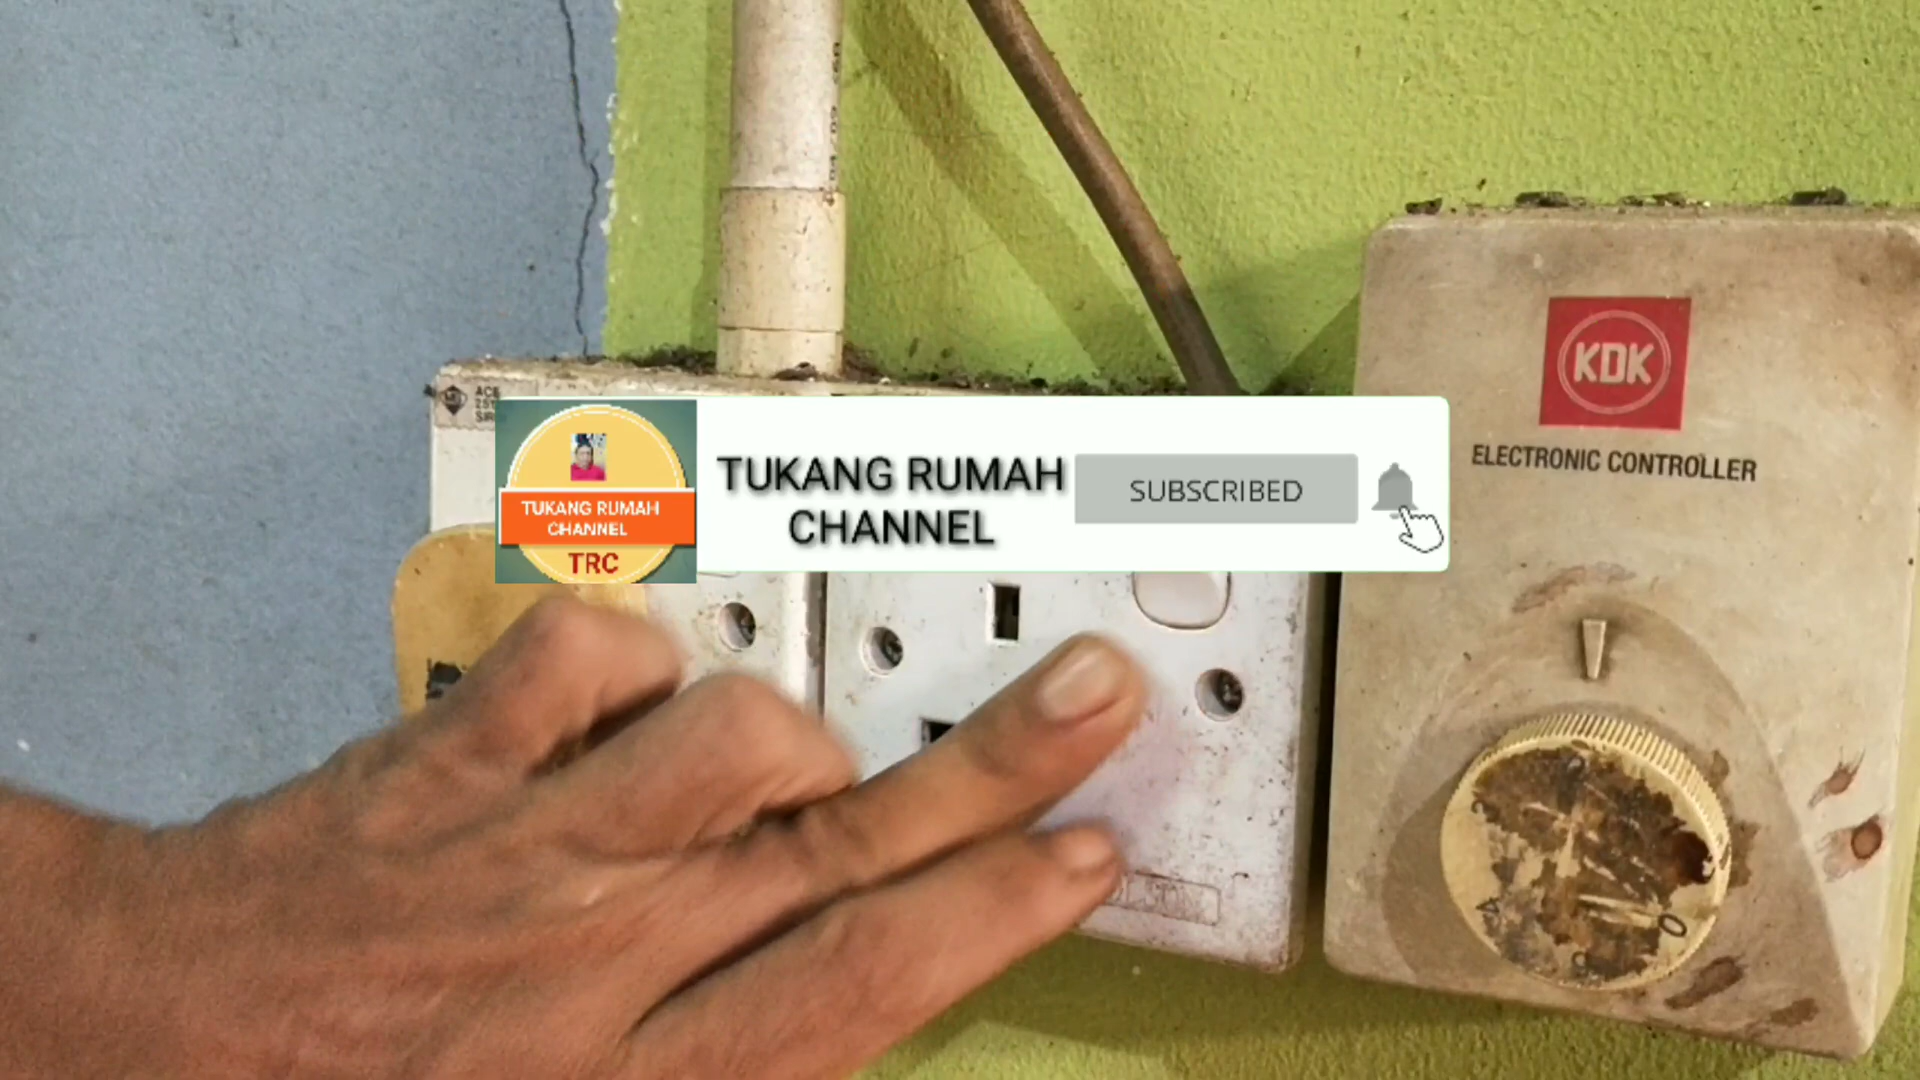 KDK
ELECTRONIC CONTROLLER
TUKANG RUMAH
CHANNEL
SUBSCRIBED
TUKANG RUMAH
CHANNEL
TRC